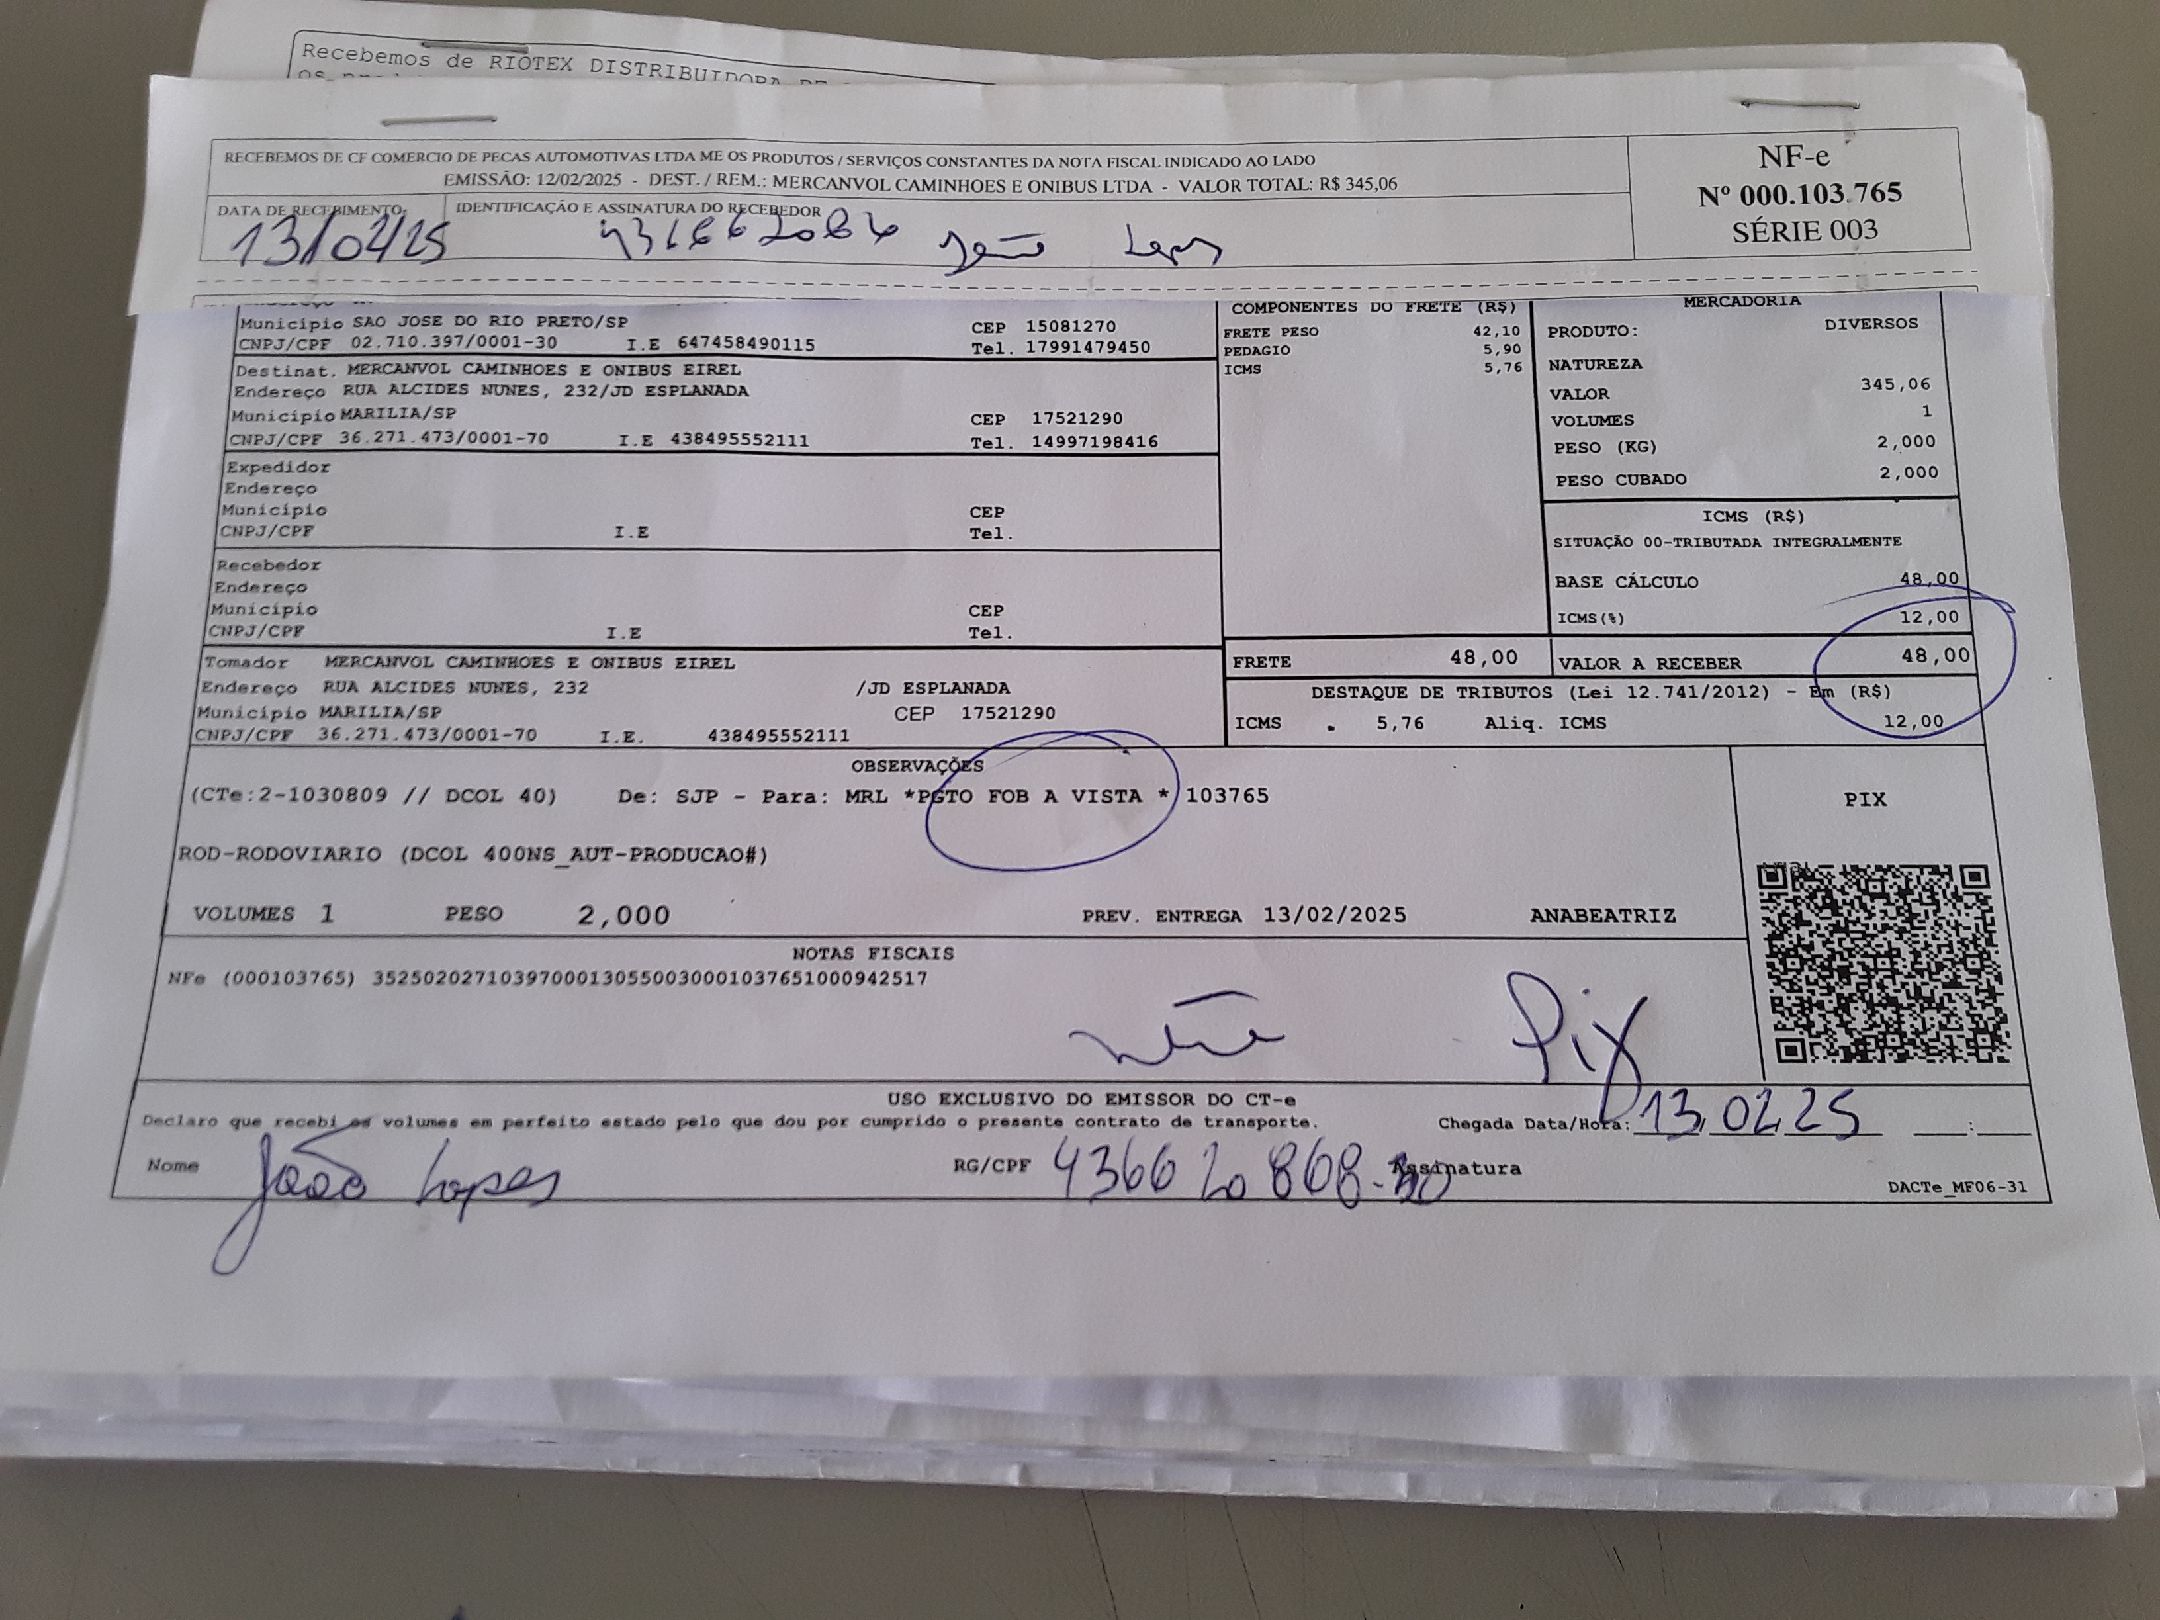 Recebemos de RIOTEX DISTRIBUIDORA DE
RECEBEMOS DE CF COMERCIO DE PECAS AUTOMOTIVAS LTDA ME OS PRODUTOS / SERVIÇOS CONSTANTES DA NOTA FISCAL INDICADO AO LADO
EMISSÃO: 12/02/2025 - DEST. / REM.: MERCANVOL CAMINHOES E ONIBUS LTDA - VALOR TOTAL: R$ 345,06
NF-e
Nº 000.103.765
SÉRIE 003
DATA DE RECEBIMENTO
IDENTIFICAÇÃO E ASSINATURA DO RECEBEDOR
13/02/25
João Lopes
Município SAO JOSE DO RIO PRETO/SP CEP 15081270
CNPJ/CPF 02.710.397/0001-30 I.E 647458490115 Tel. 17991479450
Destinat. MERCANVOL CAMINHOES E ONIBUS EIREL
Endereço RUA ALCIDES NUNES, 232/JD ESPLANADA
Município MARILIA/SP CEP 17521290
CNPJ/CPF 36.271.473/0001-70 I.E 438495552111 Tel. 14997198416
Expedidor
Endereço
Município CEP
CNPJ/CPF I.E Tel.
Recebedor
Endereço
Município CEP
CNPJ/CPF I.E Tel.
Tomador MERCANVOL CAMINHOES E ONIBUS EIREL
Endereço RUA ALCIDES NUNES, 232 /JD ESPLANADA
Município MARILIA/SP CEP 17521290
CNPJ/CPF 36.271.473/0001-70 I.E. 438495552111
COMPONENTES DO FRETE (R$)
FRETE PESO 42,10
PEDAGIO 5,90
ICMS 5,76
MERCADORIA
PRODUTO: DIVERSOS
NATUREZA
VALOR 345,06
VOLUMES 1
PESO (KG) 2,000
PESO CUBADO 2,000
ICMS (R$)
SITUAÇÃO 00-TRIBUTADA INTEGRALMENTE
BASE CÁLCULO 48,00
ICMS(%) 12,00
FRETE 48,00 VALOR A RECEBER 48,00
DESTAQUE DE TRIBUTOS (Lei 12.741/2012) - Em (R$)
ICMS . 5,76 Aliq. ICMS 12,00
OBSERVAÇÕES
(CTe:2-1030809 // DCOL 40) De: SJP - Para: MRL *PGTO FOB A VISTA * 103765
ROD-RODOVIARIO (DCOL 400NS_AUT-PRODUCAO#)
VOLUMES 1 PESO 2,000 PREV. ENTREGA 13/02/2025 ANABEATRIZ
PIX
NOTAS FISCAIS
NFe (000103765) 35250202710397000130550030001037651000942517
Pix
USO EXCLUSIVO DO EMISSOR DO CT-e
Declaro que recebi os volumes em perfeito estado pelo que dou por cumprido o presente contrato de transporte. Chegada Data/Hora: 13 02 25 :
Nome João Lopes RG/CPF Assinatura
DACTe_MF06-31